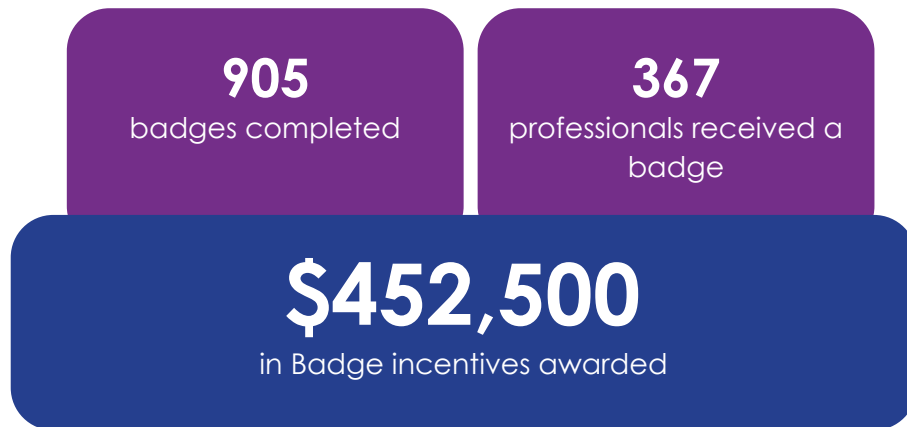 905
badges completed
367
professionals received a
badge
$452,500
in Badge incentives awarded